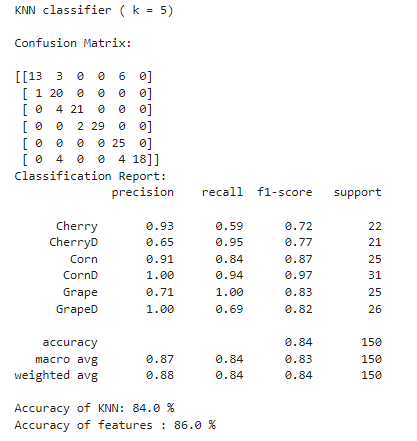 KNN classifier ( k = 5)
Confusion Matrix:
[[13 3 0 0 6 0]
[ 1 20 0 0 0 0]
[ 0 4 21 0 0 0]
[ 0 0 2 29 0 0]
[ 0 0 0 0 25 0]
[ 0 4 0 0 4 18]]
Classification Report:
precision recall f1-score support
Cherry 0.93 0.59 0.72 22
CherryD 0.65 0.95 0.77 21
Corn 0.91 0.84 0.87 25
CornD 1.00 0.94 0.97 31
Grape 0.71 1.00 0.83 25
GrapeD 1.00 0.69 0.82 26
accuracy 0.84 150
macro avg 0.87 0.84 0.83 150
weighted avg 0.88 0.84 0.84 150
Accuracy of KNN: 84.0 %
Accuracy of features : 86.0 %